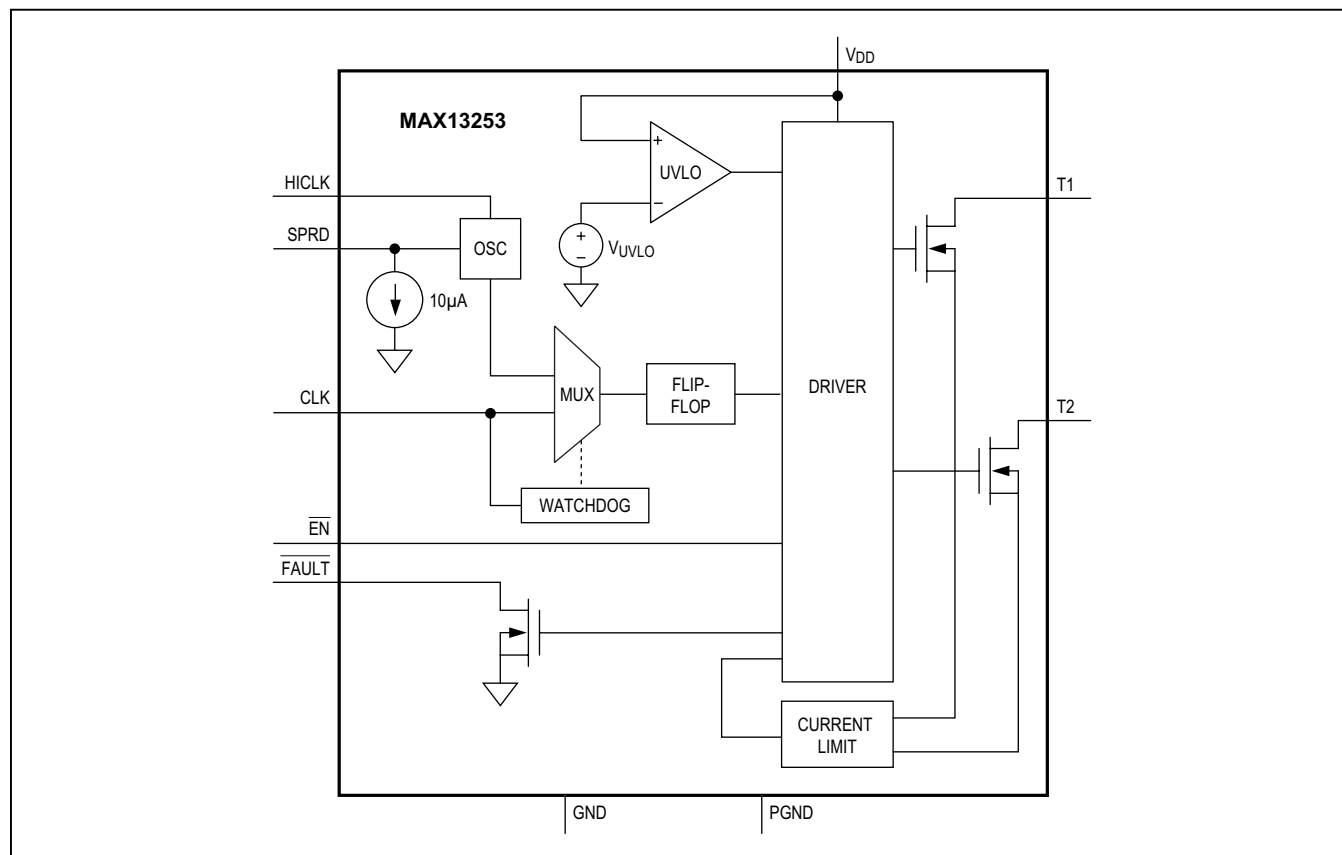 VDD
MAX13253
+
UVLO
−
HICLK
T1
SPRD
OSC
+
−
VUVLO
10µA
CLK
MUX
FLIP-
FLOP
DRIVER
T2
WATCHDOG
EN
FAULT
CURRENT
LIMIT
GND
PGND